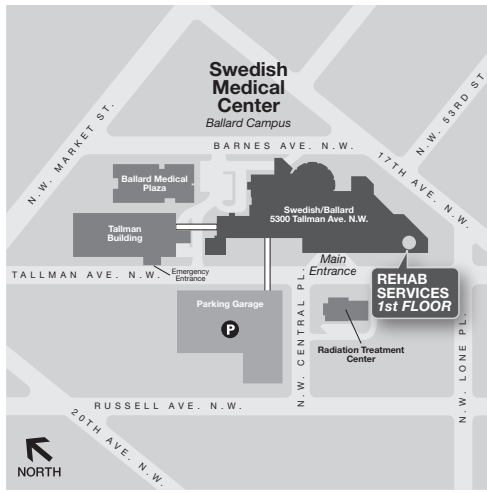 Swedish
Medical
Center
Ballard Campus
N.W. MARKET ST.
N.W. 53RD ST.
BARNES AVE. N.W.
17TH AVE. N.W.
Ballard Medical
Plaza
Swedish/Ballard
5300 Tallman Ave. N.W.
Tallman
Building
Main
Entrance
TALLMAN AVE. N.W.
Emergency
Entrance
REHAB
SERVICES
1st FLOOR
Parking Garage
P
N.W. CENTRAL PL.
Radiation Treatment
Center
N.W. LONE PL.
RUSSELL AVE. N.W.
20TH AVE. N.W.
NORTH